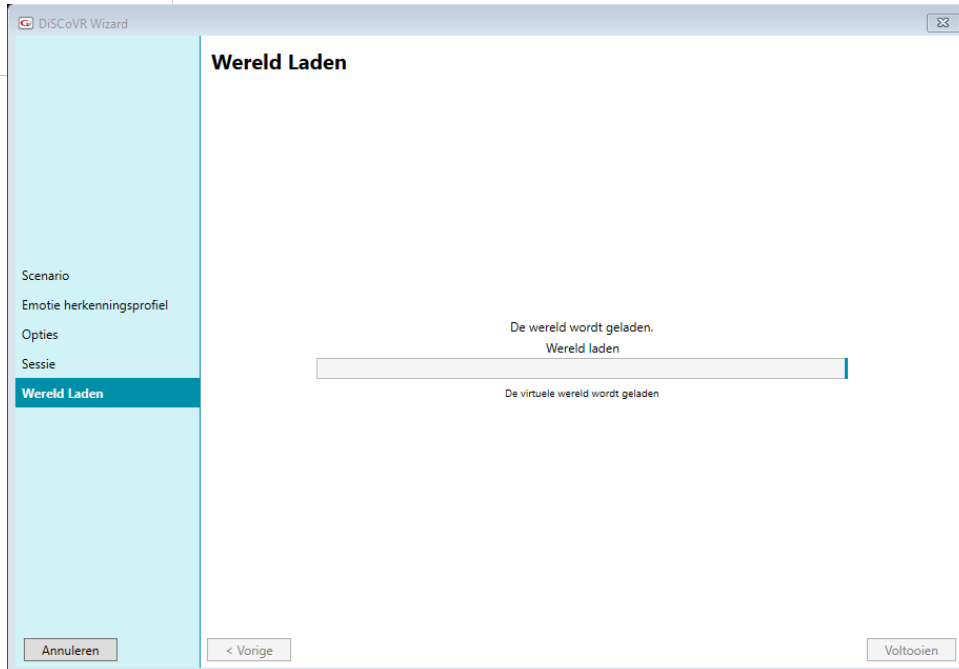 DiSCoVR Wizard
Wereld Laden
Scenario
Emotie herkenningsprofiel
Opties
Sessie
Wereld Laden
De wereld wordt geladen.
Wereld laden
De virtuele wereld wordt geladen
Annuleren
< Vorige
Voltooien